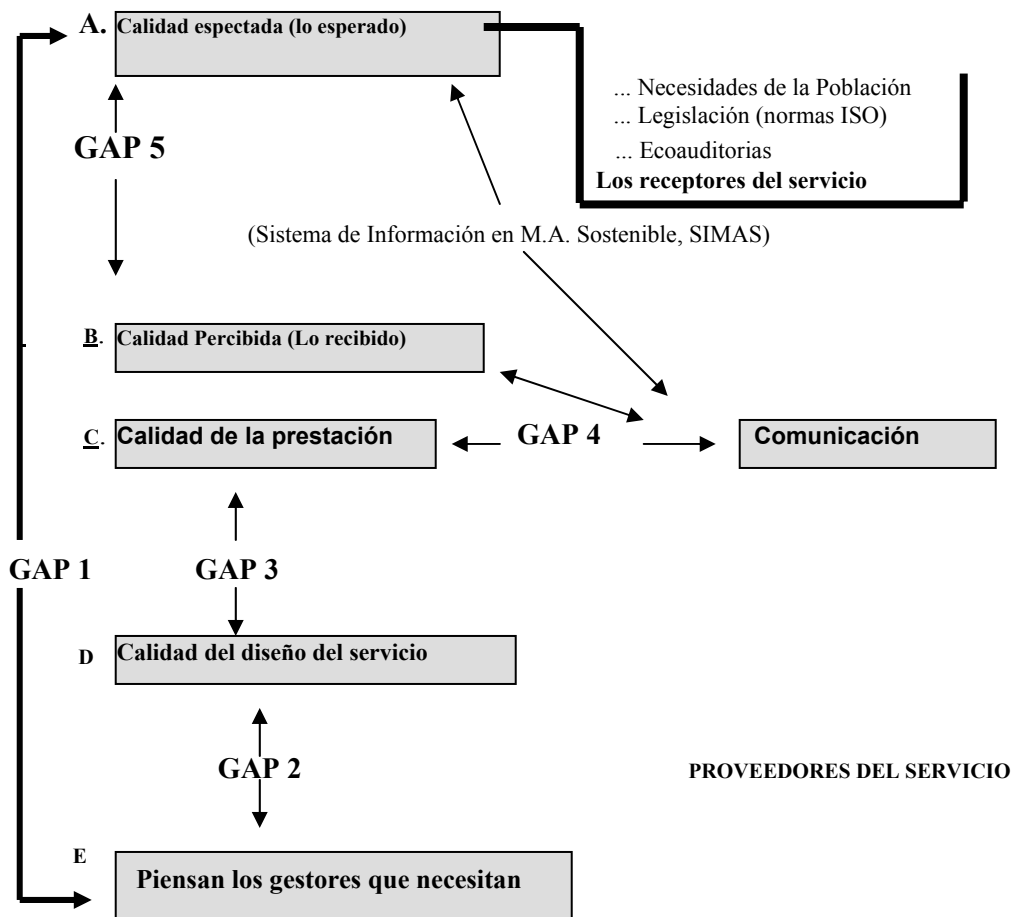 A. Calidad espectada (lo esperado)
... Necesidades de la Población
... Legislación (normas ISO)
... Ecoauditorias
Los receptores del servicio
GAP 5
(Sistema de Información en M.A. Sostenible, SIMAS)
B. Calidad Percibida (Lo recibido)
C. Calidad de la prestación
GAP 4
Comunicación
GAP 1
GAP 3
D Calidad del diseño del servicio
GAP 2
PROVEEDORES DEL SERVICIO
E
Piensan los gestores que necesitan